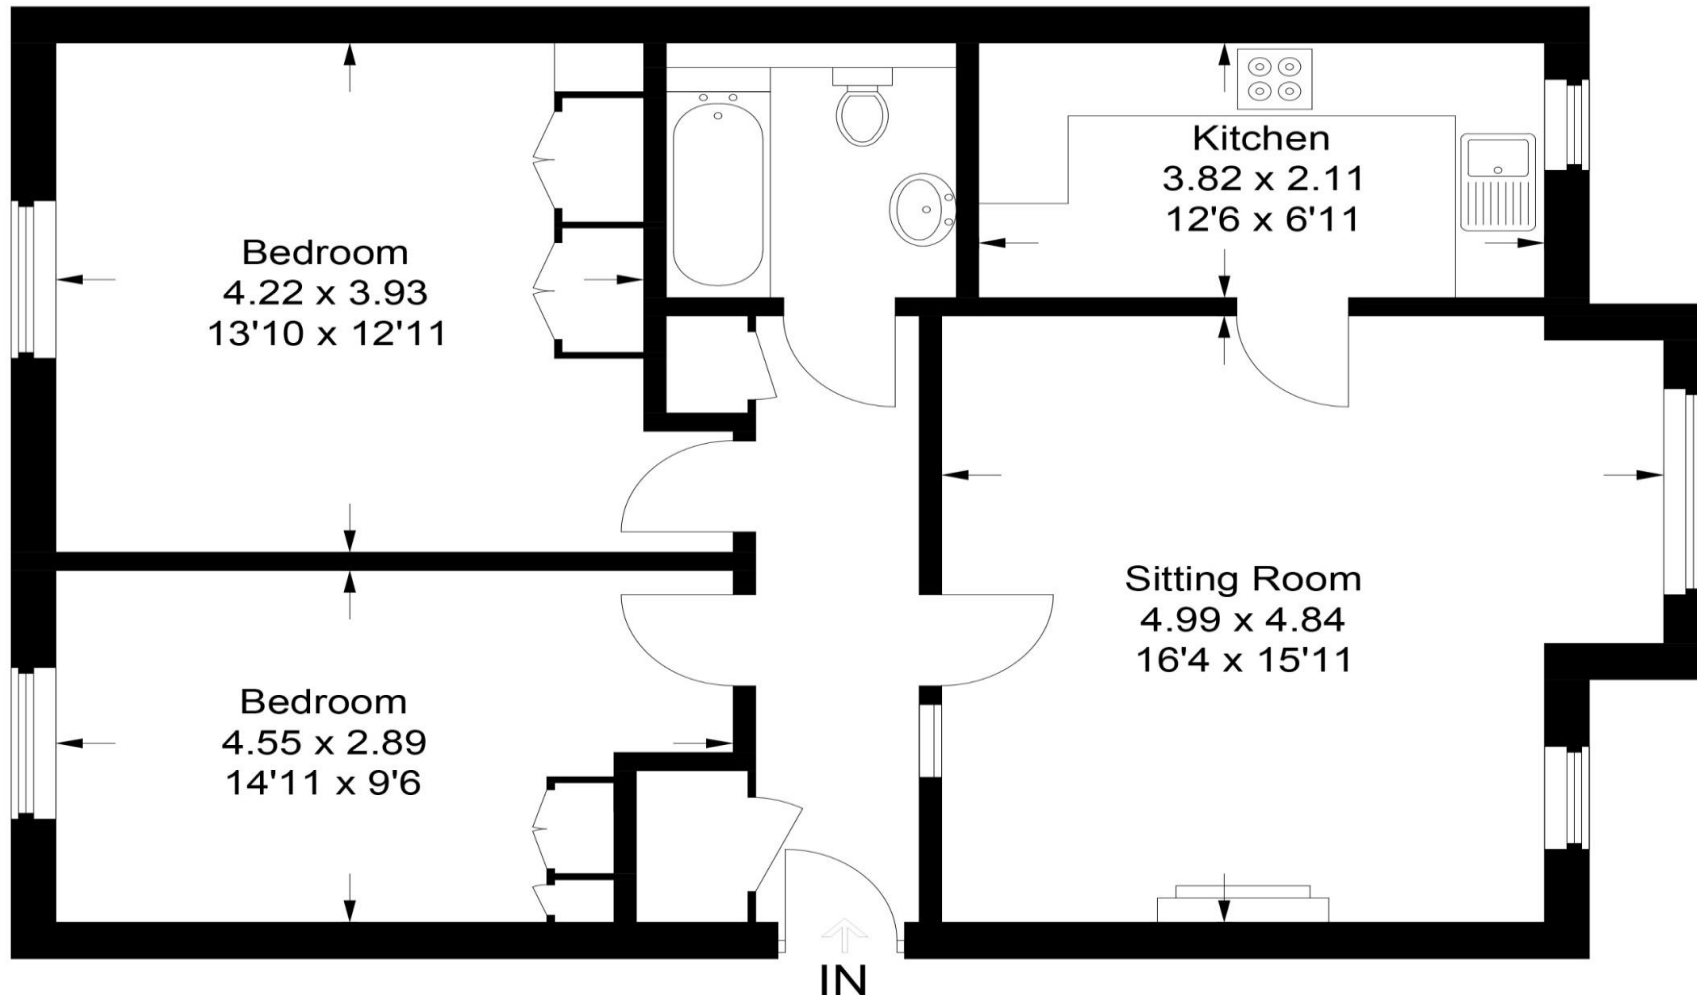 Bedroom
4.22 x 3.93
13'10 x 12'11
Kitchen
3.82 x 2.11
12'6 x 6'11
Bedroom
4.55 x 2.89
14'11 x 9'6
Sitting Room
4.99 x 4.84
16'4 x 15'11
IN